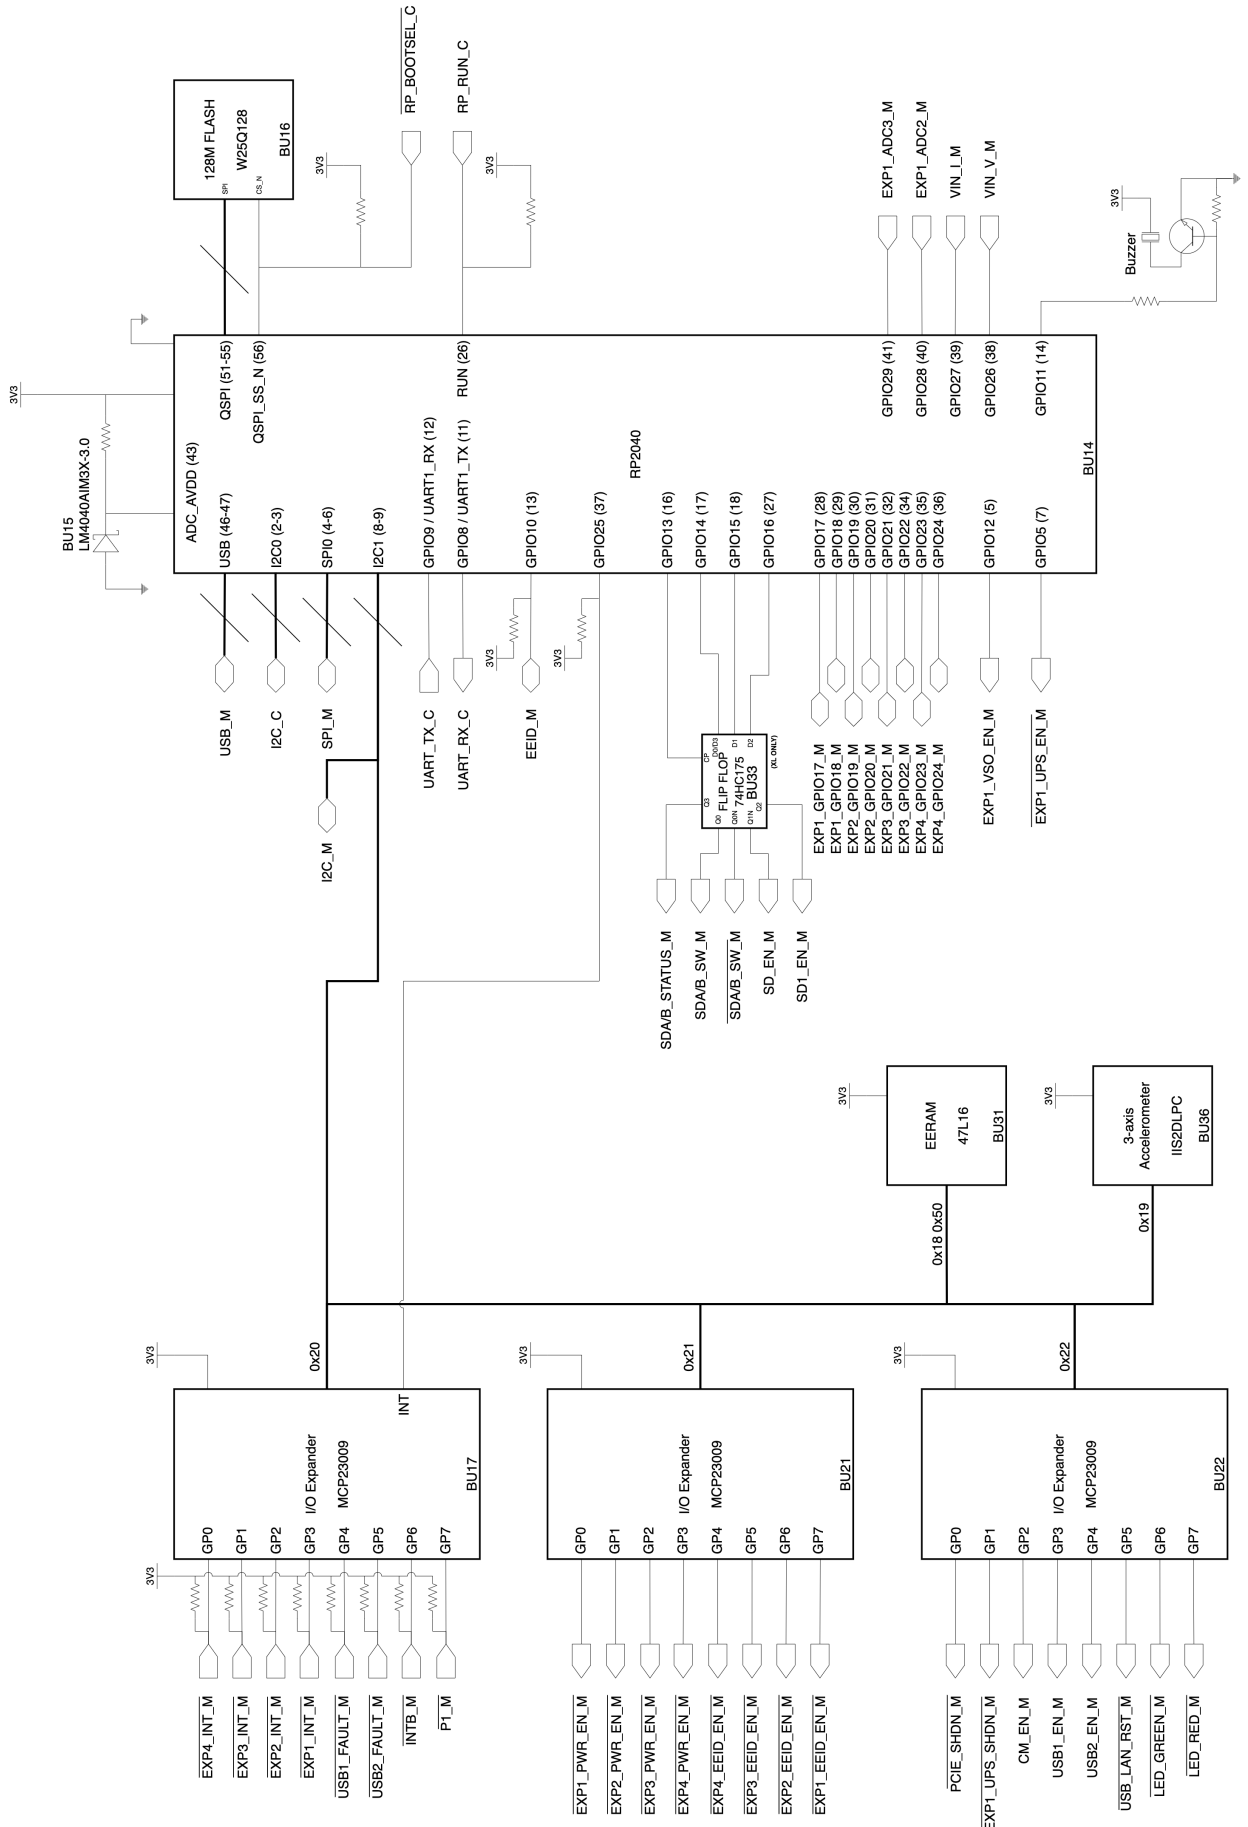 EXP4_INT_M
EXP3_INT_M
EXP2_INT_M
EXP1_INT_M
USB1_FAULT_M
USB2_FAULT_M
INTB_M
P1_M
3V3
GP0
GP1
GP2
GP3
GP4
GP5
GP6
GP7
I/O Expander
MCP23009
BU17
INT
3V3
0x20
EXP1_PWR_EN_M
EXP2_PWR_EN_M
EXP3_PWR_EN_M
EXP4_PWR_EN_M
EXP4_EEID_EN_M
EXP3_EEID_EN_M
EXP2_EEID_EN_M
EXP1_EEID_EN_M
GP0
GP1
GP2
GP3
GP4
GP5
GP6
GP7
I/O Expander
MCP23009
BU21
3V3
0x21
PCIE_SHDN_M
EXP1_UPS_SHDN_M
CM_EN_M
USB1_EN_M
USB2_EN_M
USB_LAN_RST_M
LED_GREEN_M
LED_RED_M
GP0
GP1
GP2
GP3
GP4
GP5
GP6
GP7
I/O Expander
MCP23009
BU22
3V3
0x22
3V3
EERAM
47L16
BU31
0x18 0x50
3V3
3-axis
Accelerometer
IIS2DLPC
BU36
0x19
BU15
LM4040AIM3X-3.0
3V3
USB_M
I2C_C
SPI_M
I2C_M
UART_TX_C
UART_RX_C
3V3
EEID_M
3V3
SDA/B_STATUS_M
SDA/B_SW_M
SDA/B_SW_M
SD_EN_M
SD1_EN_M
Q3
CP
Q0
FLIP FLOP
D0/D3
Q0N
74HC175
D1
Q1N
BU33
D2
Q2
(XL ONLY)
EXP1_GPIO17_M
EXP1_GPIO18_M
EXP2_GPIO19_M
EXP2_GPIO20_M
EXP3_GPIO21_M
EXP3_GPIO22_M
EXP4_GPIO23_M
EXP4_GPIO24_M
EXP1_VSO_EN_M
EXP1_UPS_EN_M
ADC_AVDD (43)
USB (46-47)
I2C0 (2-3)
SPI0 (4-6)
I2C1 (8-9)
GPIO9 / UART1_RX (12)
GPIO8 / UART1_TX (11)
GPIO10 (13)
GPIO25 (37)
GPIO13 (16)
GPIO14 (17)
GPIO15 (18)
GPIO16 (27)
GPIO17 (28)
GPIO18 (29)
GPIO19 (30)
GPIO20 (31)
GPIO21 (32)
GPIO22 (34)
GPIO23 (35)
GPIO24 (36)
GPIO12 (5)
GPIO5 (7)
RP2040
BU14
QSPI (51-55)
QSPI_SS_N (56)
RUN (26)
GPIO29 (41)
GPIO28 (40)
GPIO27 (39)
GPIO26 (38)
GPIO11 (14)
128M FLASH
SPI
W25Q128
CS_N
BU16
3V3
RP_BOOTSEL_C
RP_RUN_C
3V3
EXP1_ADC3_M
EXP1_ADC2_M
VIN_I_M
VIN_V_M
3V3
Buzzer